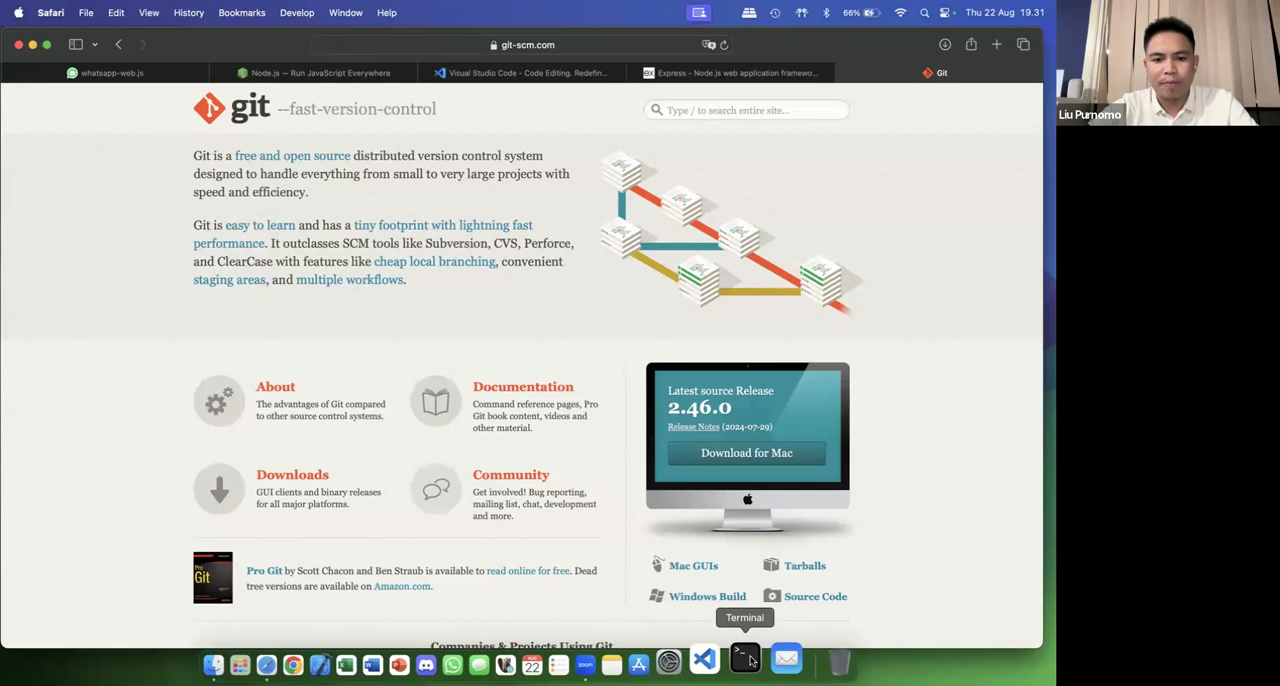 Safari File Edit View History Bookmarks Develop Window Help
66% Thu 22 Aug 19.31
git-scm.com
whatsapp-web.js
Node.js — Run JavaScript Everywhere
Visual Studio Code - Code Editing. Redefin...
ex Express - Node.js web application framewo...
Git
git --fast-version-control
Type / to search entire site...
Git is a free and open source distributed version control system
designed to handle everything from small to very large projects with
speed and efficiency.
Git is easy to learn and has a tiny footprint with lightning fast
performance. It outclasses SCM tools like Subversion, CVS, Perforce,
and ClearCase with features like cheap local branching, convenient
staging areas, and multiple workflows.
About
The advantages of Git compared
to other source control systems.
Documentation
Command reference pages, Pro
Git book content, videos and
other material.
Downloads
GUI clients and binary releases
for all major platforms.
Community
Get involved! Bug reporting,
mailing list, chat, development
and more.
Latest source Release
2.46.0
Release Notes (2024-07-29)
Download for Mac
Pro
Git
Pro Git by Scott Chacon and Ben Straub is available to read online for free. Dead
tree versions are available on Amazon.com.
Mac GUIs
Tarballs
Windows Build
Source Code
Companies & Projects Using Git
Terminal
AUG
22
zoom
Liu Purnomo